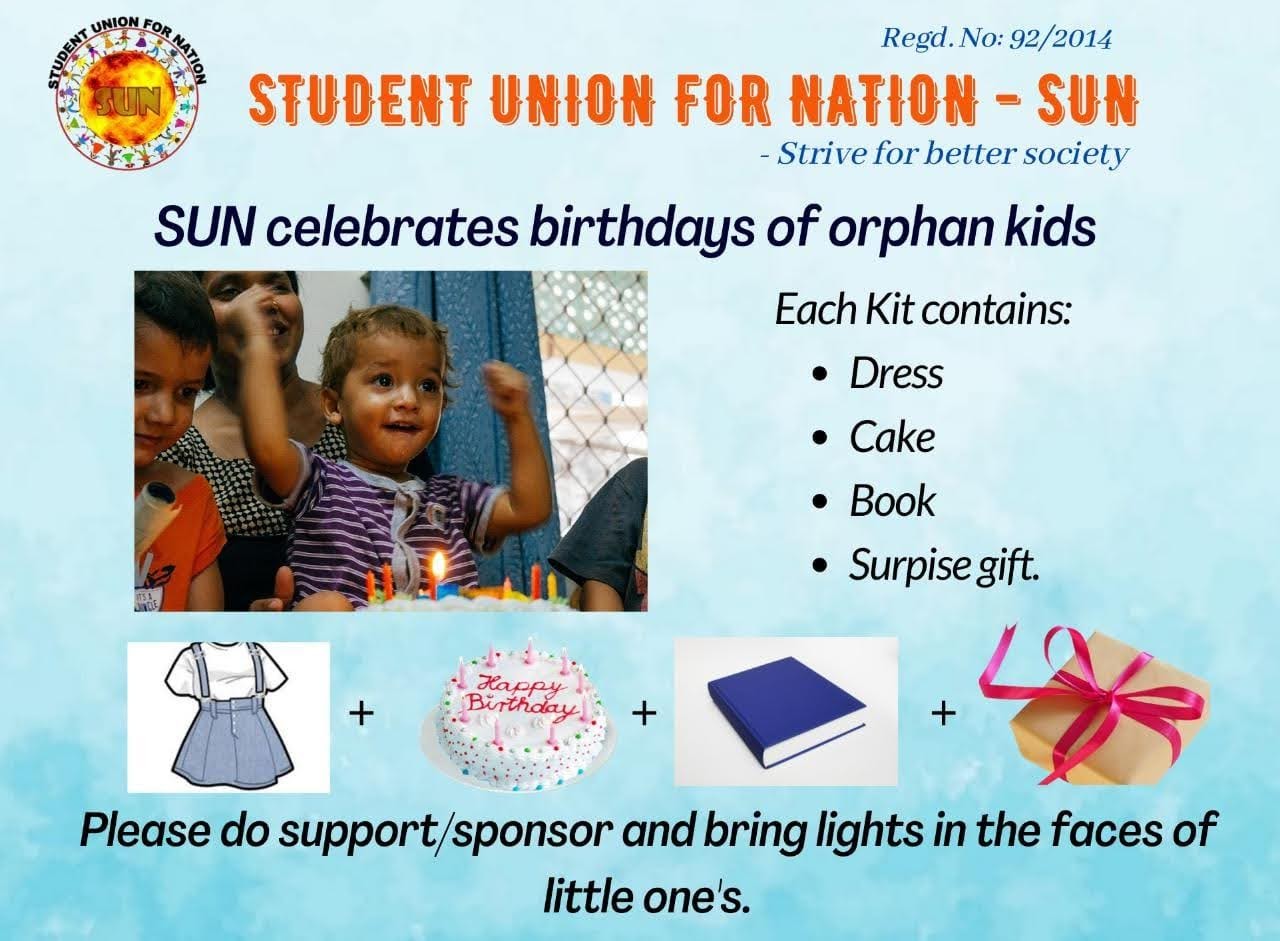 STUDENT UNION FOR NATION
SUN
Regd. No: 92/2014
STUDENT UNION FOR NATION - SUN
- Strive for better society
SUN celebrates birthdays of orphan kids
Each Kit contains:
• Dress
• Cake
• Book
• Surpise gift.
IT'S A
Happy
Birthday
+ + +
Please do support/sponsor and bring lights in the faces of
little one's.